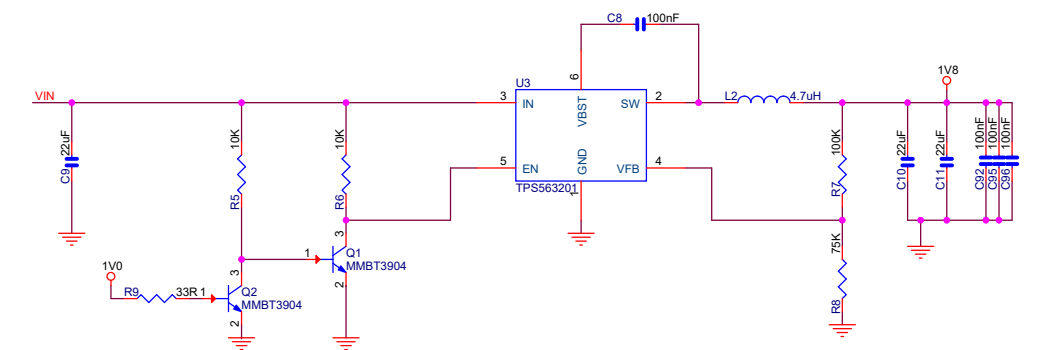 C8 100nF
U3
6
VIN
3 IN
VBST
SW 2
L2 4.7uH
1V8
22uF
C9
10K
R5
10K
R6
5 EN
GND
VFB 4
TPS563201
1
100K
R7
22uF
C10
22uF
C11
100nF
C92
100nF
C95
100nF
C96
3
1 Q1
MMBT3904
2
75K
R8
1V0
R9 33R 1
3
Q2
MMBT3904
2